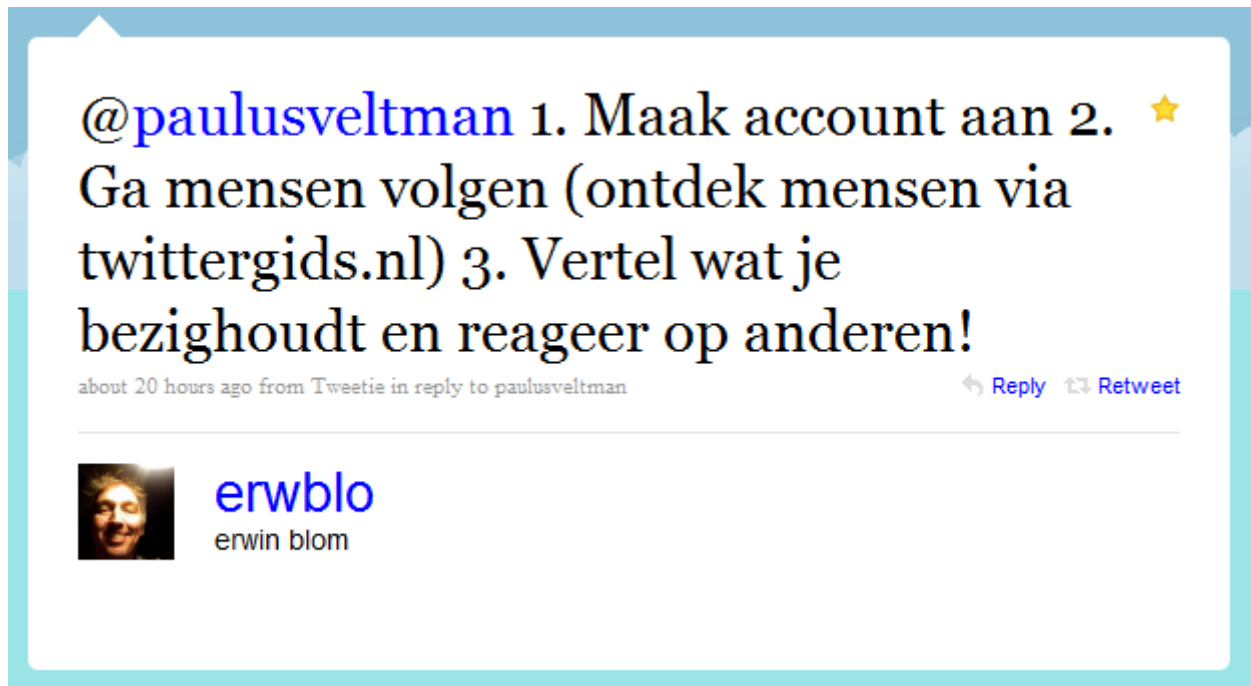 @paulusveltman 1. Maak account aan 2.
Ga mensen volgen (ontdek mensen via
twittergids.nl) 3. Vertel wat je
bezighoudt en reageer op anderen!
about 20 hours ago from Tweetie in reply to paulusveltman Reply Retweet
erwblo
erwin blom